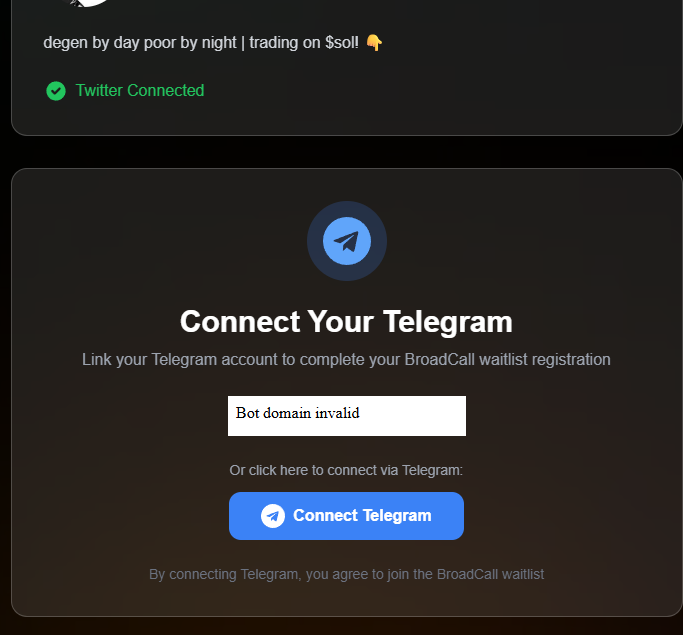 degen by day poor by night | trading on $sol! 👇
Twitter Connected
Connect Your Telegram
Link your Telegram account to complete your BroadCall waitlist registration
Bot domain invalid
Or click here to connect via Telegram:
Connect Telegram
By connecting Telegram, you agree to join the BroadCall waitlist